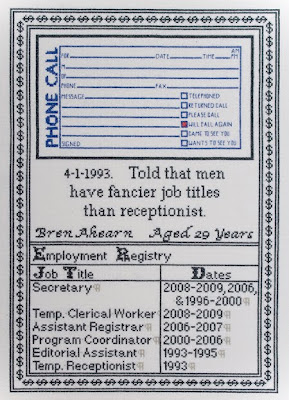 PHONE CALL
FOR DATE TIME AM PM
M
OF
PHONE FAX
MESSAGE TELEPHONED
RETURNED CALL
PLEASE CALL
WILL CALL AGAIN
CAME TO SEE YOU
SIGNED WANTS TO SEE YOU
4-1-1993. Told that men
have fancier job titles
than receptionist.
Bren Ahearn Aged 29 Years
Employment Registry
Job Title Dates
Secretary¶ 2008-2009, 2006,
& 1996-2000¶
Temp. Clerical Worker 2008-2009¶
Assistant Registrar¶ 2006-2007¶
Program Coordinator¶ 2000-2006¶
Editorial Assistant¶ 1993-1995¶
Temp. Receptionist¶ 1993¶